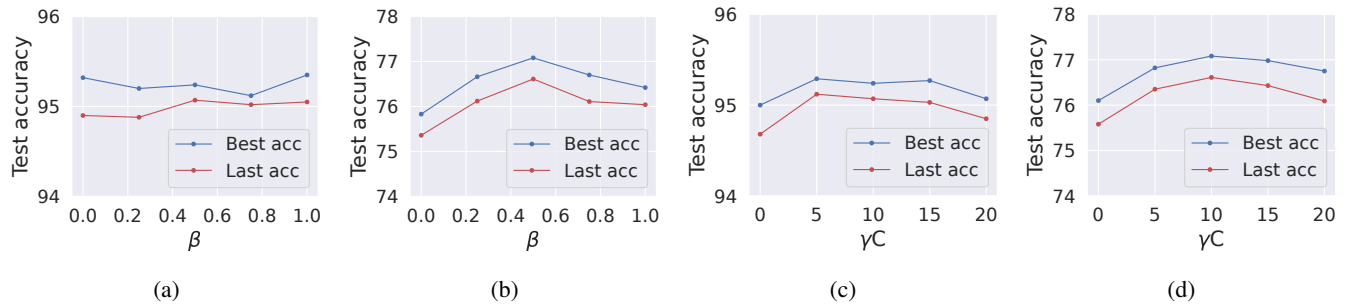 96
95
94
Test accuracy
Best acc
Last acc
0.0 0.2 0.4 0.6 0.8 1.0
β
(a)
78
77
76
75
74
Test accuracy
Best acc
Last acc
0.0 0.2 0.4 0.6 0.8 1.0
β
(b)
96
95
94
Test accuracy
Best acc
Last acc
0 5 10 15 20
γC
(c)
78
77
76
75
74
Test accuracy
Best acc
Last acc
0 5 10 15 20
γC
(d)